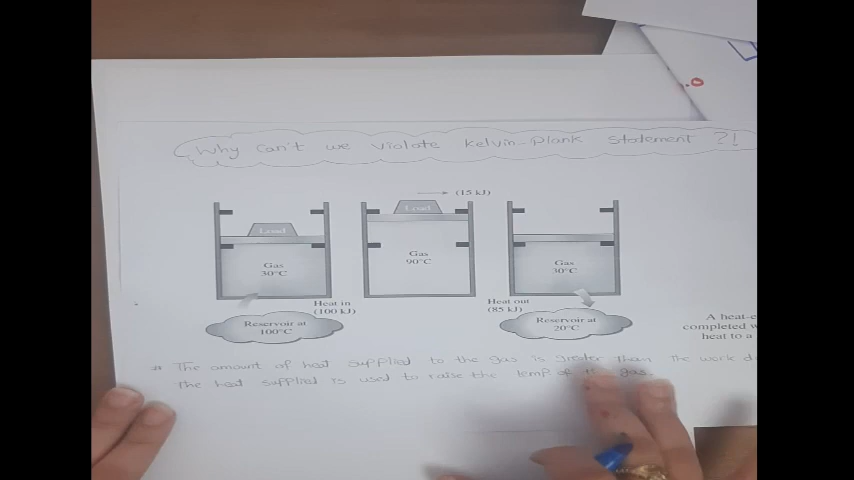 Why Can't we violate Kelvin-Plank Statement ?!
(15 kJ)
Load
Load
Gas
30°C
Gas
90°C
Gas
30°C
Heat in
(100 kJ)
Heat out
(85 kJ)
Reservoir at
100°C
Reservoir at
20°C
A heat-e
completed w
heat to a
* The amount of heat supplied to the gas is greater than the work d
The heat supplied is used to raise the temp. of gas.